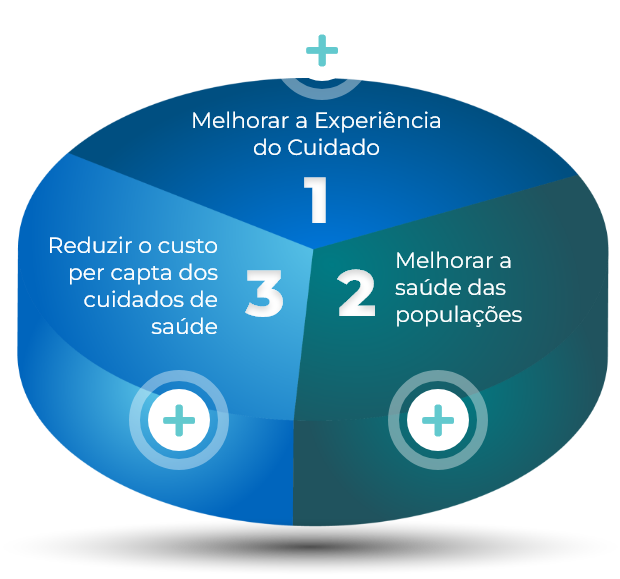 Melhorar a Experiência
do Cuidado
1
Reduzir o custo
per capta dos
cuidados de
saúde
3
2
Melhorar a
saúde das
populações